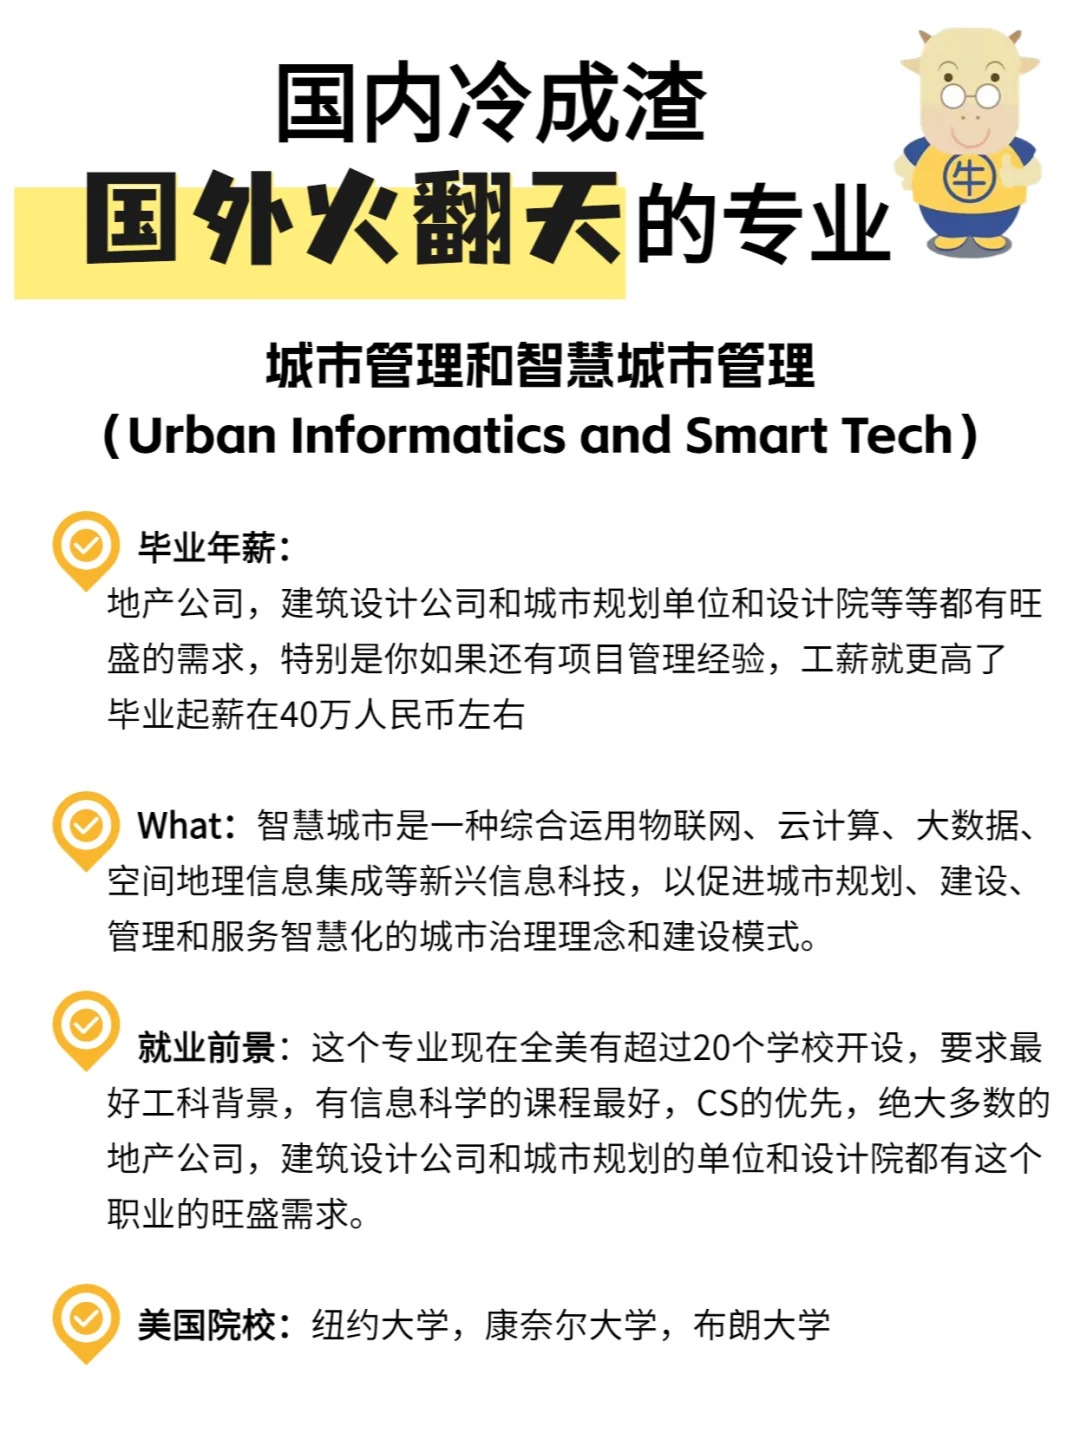 国内冷成渣
国外火翻天的专业
牛
城市管理和智慧城市管理
（Urban Informatics and Smart Tech）
毕业年薪：
地产公司，建筑设计公司和城市规划单位和设计院等等都有旺
盛的需求，特别是你如果还有项目管理经验，工薪就更高了
毕业起薪在40万人民币左右
What：智慧城市是一种综合运用物联网、云计算、大数据、
空间地理信息集成等新兴信息科技，以促进城市规划、建设、
管理和服务智慧化的城市治理理念和建设模式。
就业前景：这个专业现在全美有超过20个学校开设，要求最
好工科背景，有信息科学的课程最好，CS的优先，绝大多数的
地产公司，建筑设计公司和城市规划的单位和设计院都有这个
职业的旺盛需求。
美国院校：纽约大学，康奈尔大学，布朗大学